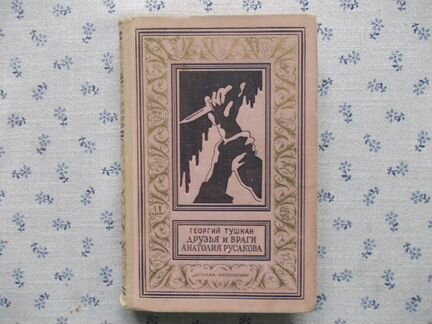 ГЕОРГИЙ ТУШКАН
ДРУЗЬЯ И ВРАГИ
АНАТОЛИЯ РУСАКОВА
„ДЕТСКАЯ ЛИТЕРАТУРА"